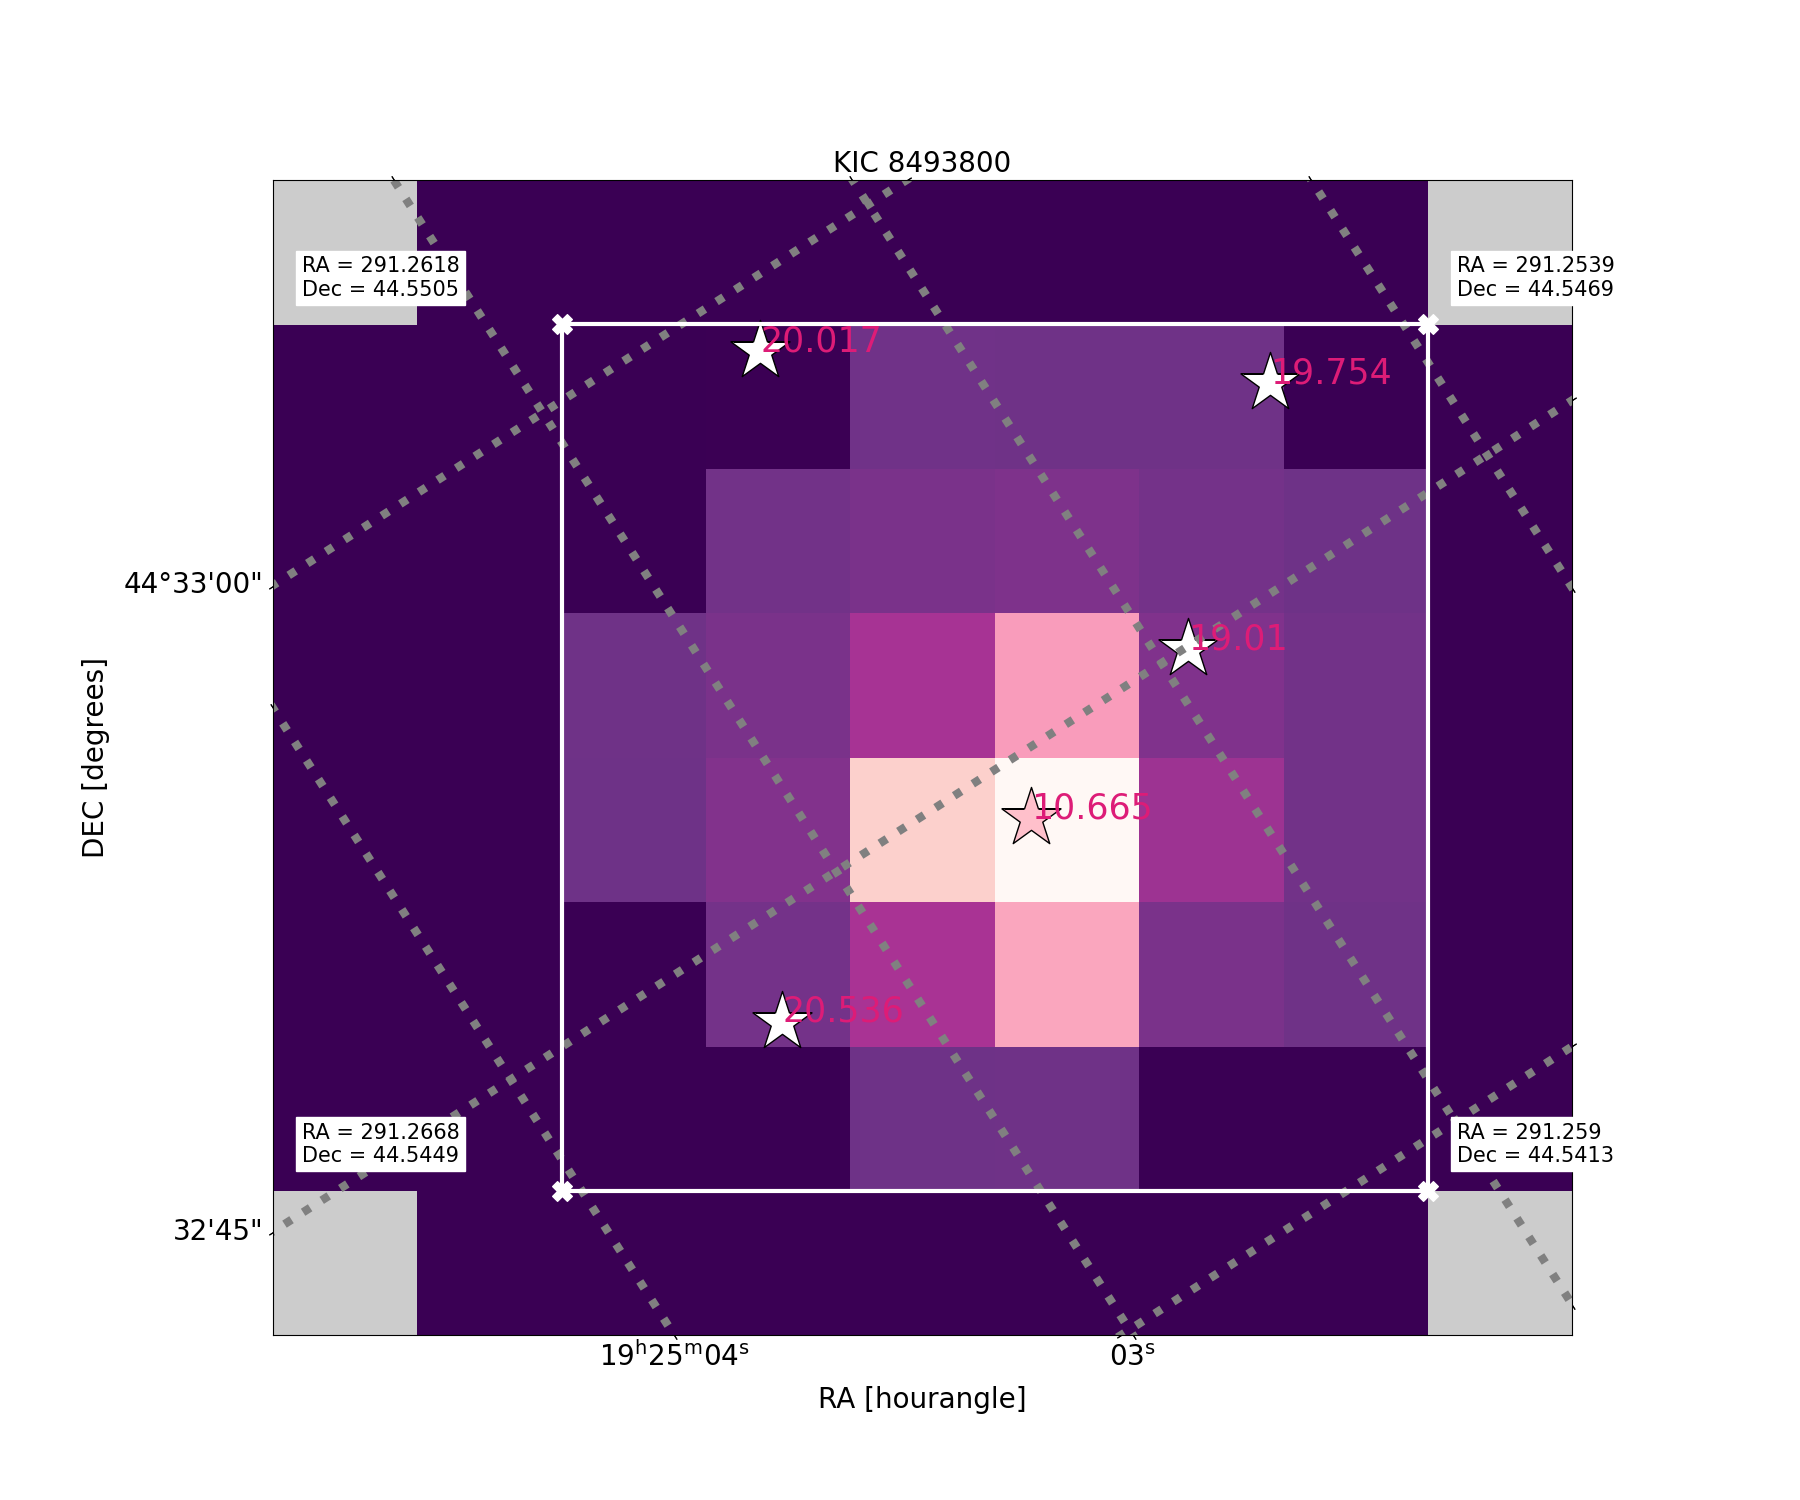 KIC 8493800
RA = 291.2618
Dec = 44.5505
RA = 291.2539
Dec = 44.5469
20.017
19.754
44°33'00"
19.01
DEC [degrees]
10.665
20.536
RA = 291.2668
Dec = 44.5449
RA = 291.259
Dec = 44.5413
32'45"
19ʰ25ᵐ04ˢ
03ˢ
RA [hourangle]